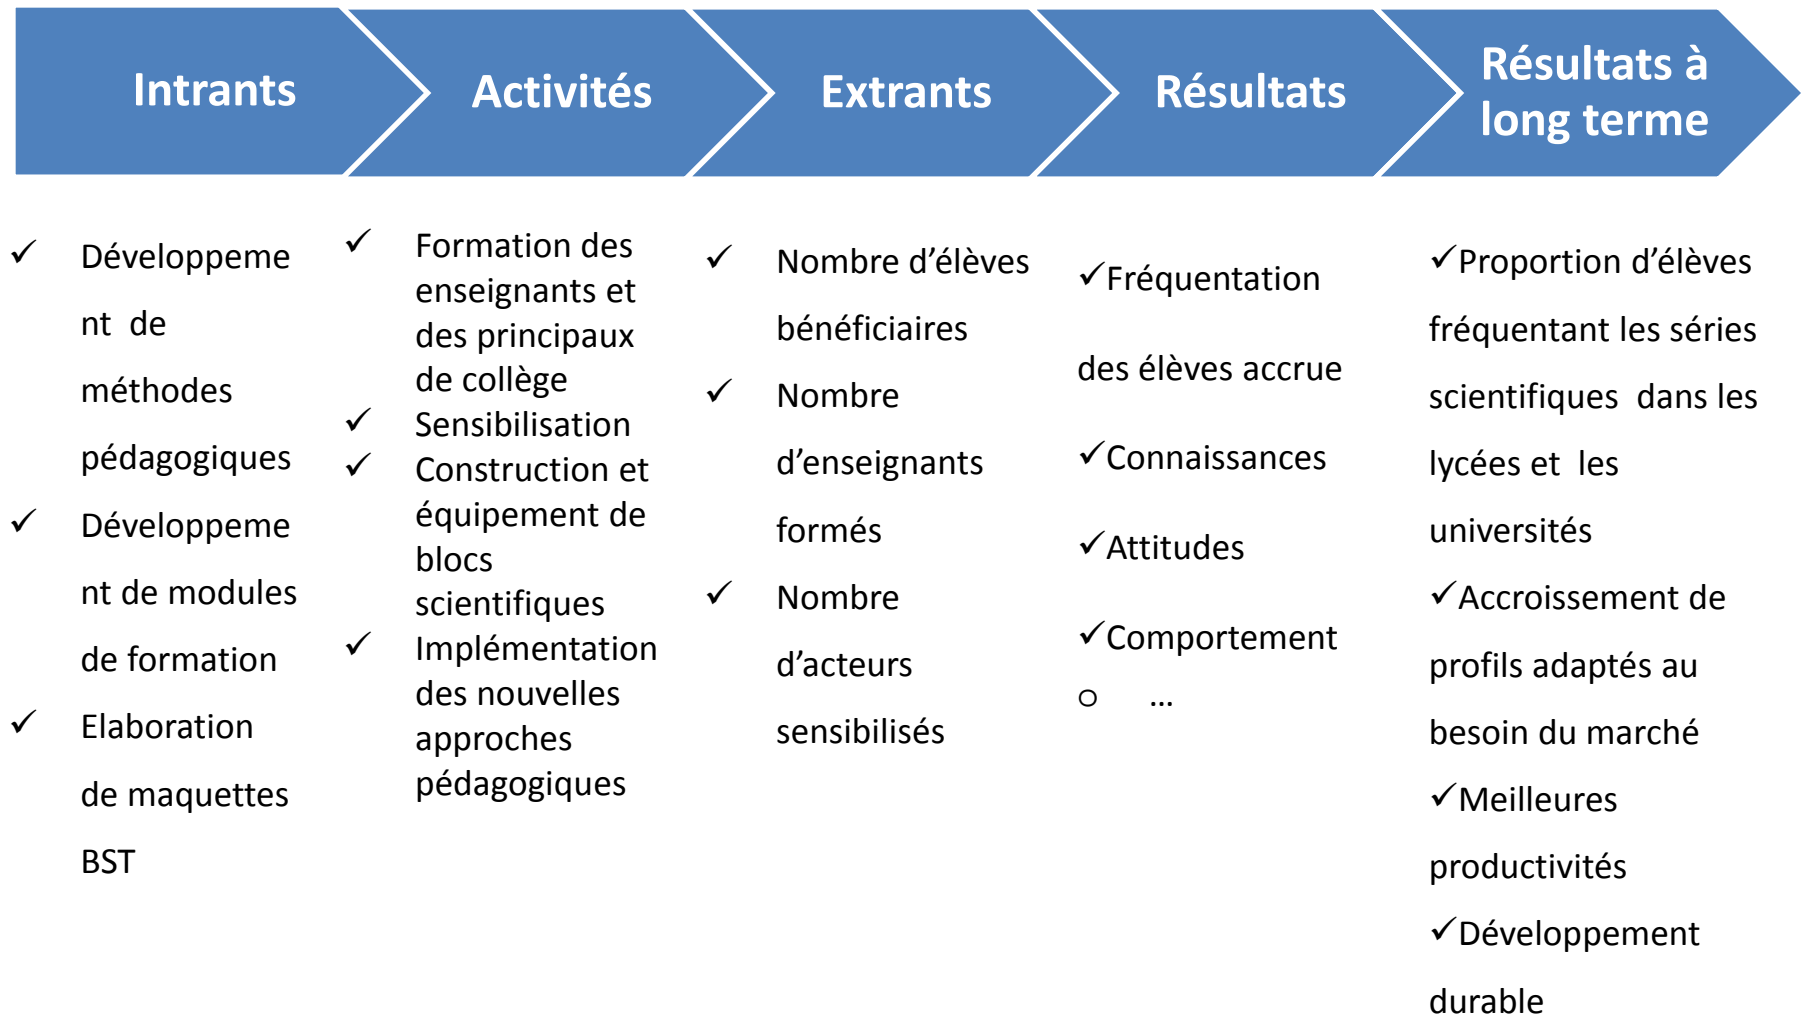 Intrants
Activités
Extrants
Résultats
Résultats à
long terme
✓ Développeme
nt  de
méthodes
pédagogiques
✓ Développeme
nt de modules
de formation
✓ Elaboration
de maquettes
BST
✓ Formation des
enseignants et
des principaux
de collège
✓ Sensibilisation
✓ Construction et
équipement de
blocs
scientifiques
✓ Implémentation
des nouvelles
approches
pédagogiques
✓ Nombre d’élèves
bénéficiaires
✓ Nombre
d’enseignants
formés
✓ Nombre
d’acteurs
sensibilisés
✓Fréquentation
des élèves accrue
✓Connaissances
✓Attitudes
✓Comportement
o …
✓Proportion d’élèves
fréquentant les séries
scientifiques  dans les
lycées et  les
universités
✓Accroissement de
profils adaptés au
besoin du marché
✓Meilleures
productivités
✓Développement
durable